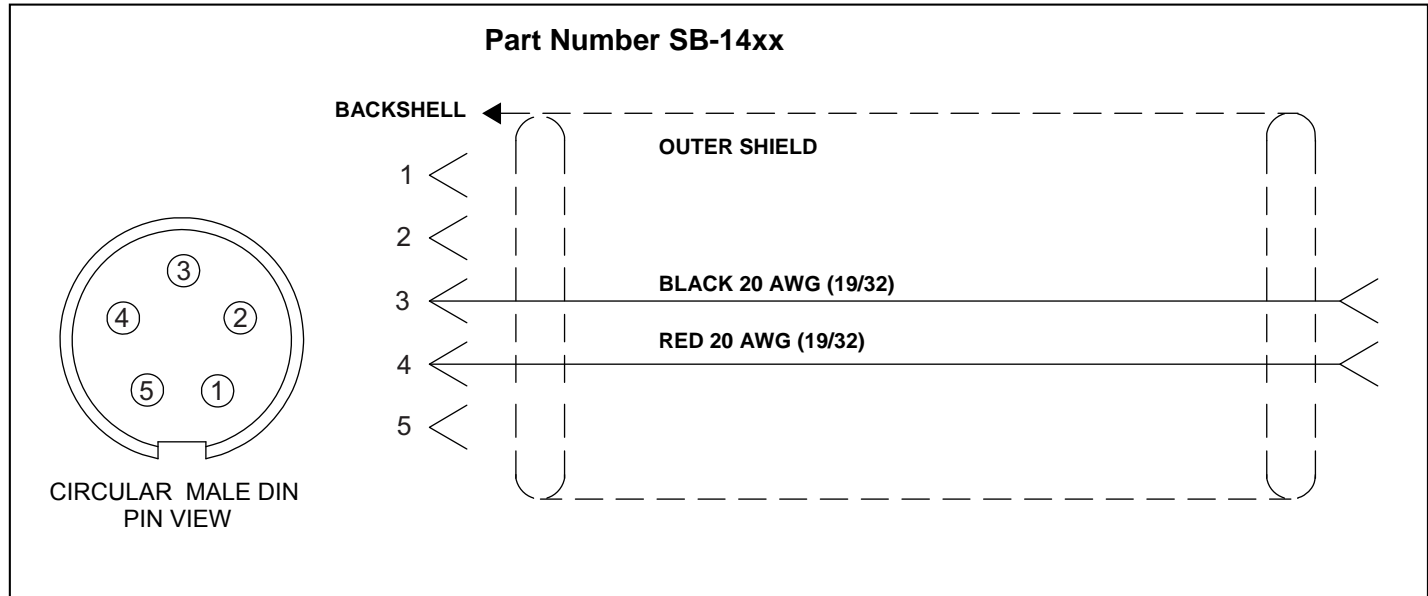 Part Number SB-14xx
BACKSHELL
OUTER SHIELD
1
2
3
BLACK 20 AWG (19/32)
4
RED 20 AWG (19/32)
5
3
4
2
5
1
CIRCULAR MALE DIN
PIN VIEW